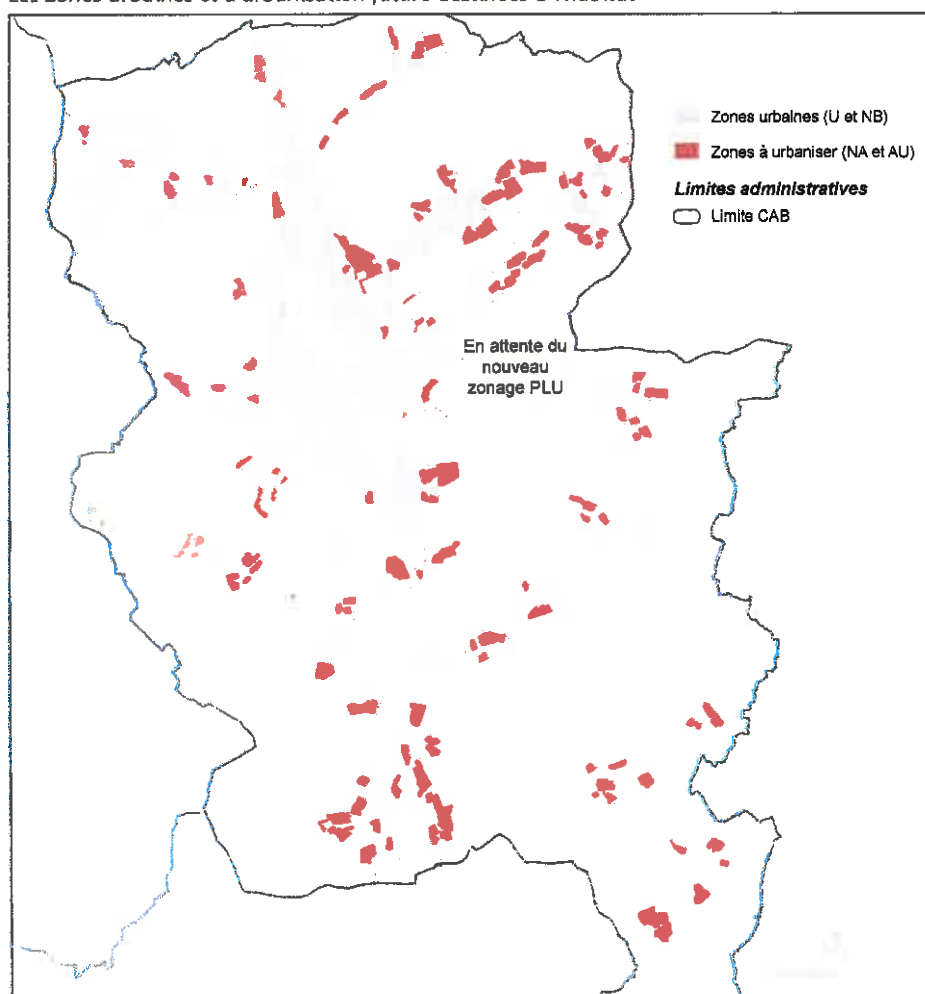 Zones urbaines (U et NB)
Zones à urbaniser (NA et AU)
Limites administratives
Limite CAB
En attente du
nouveau
zonage PLU